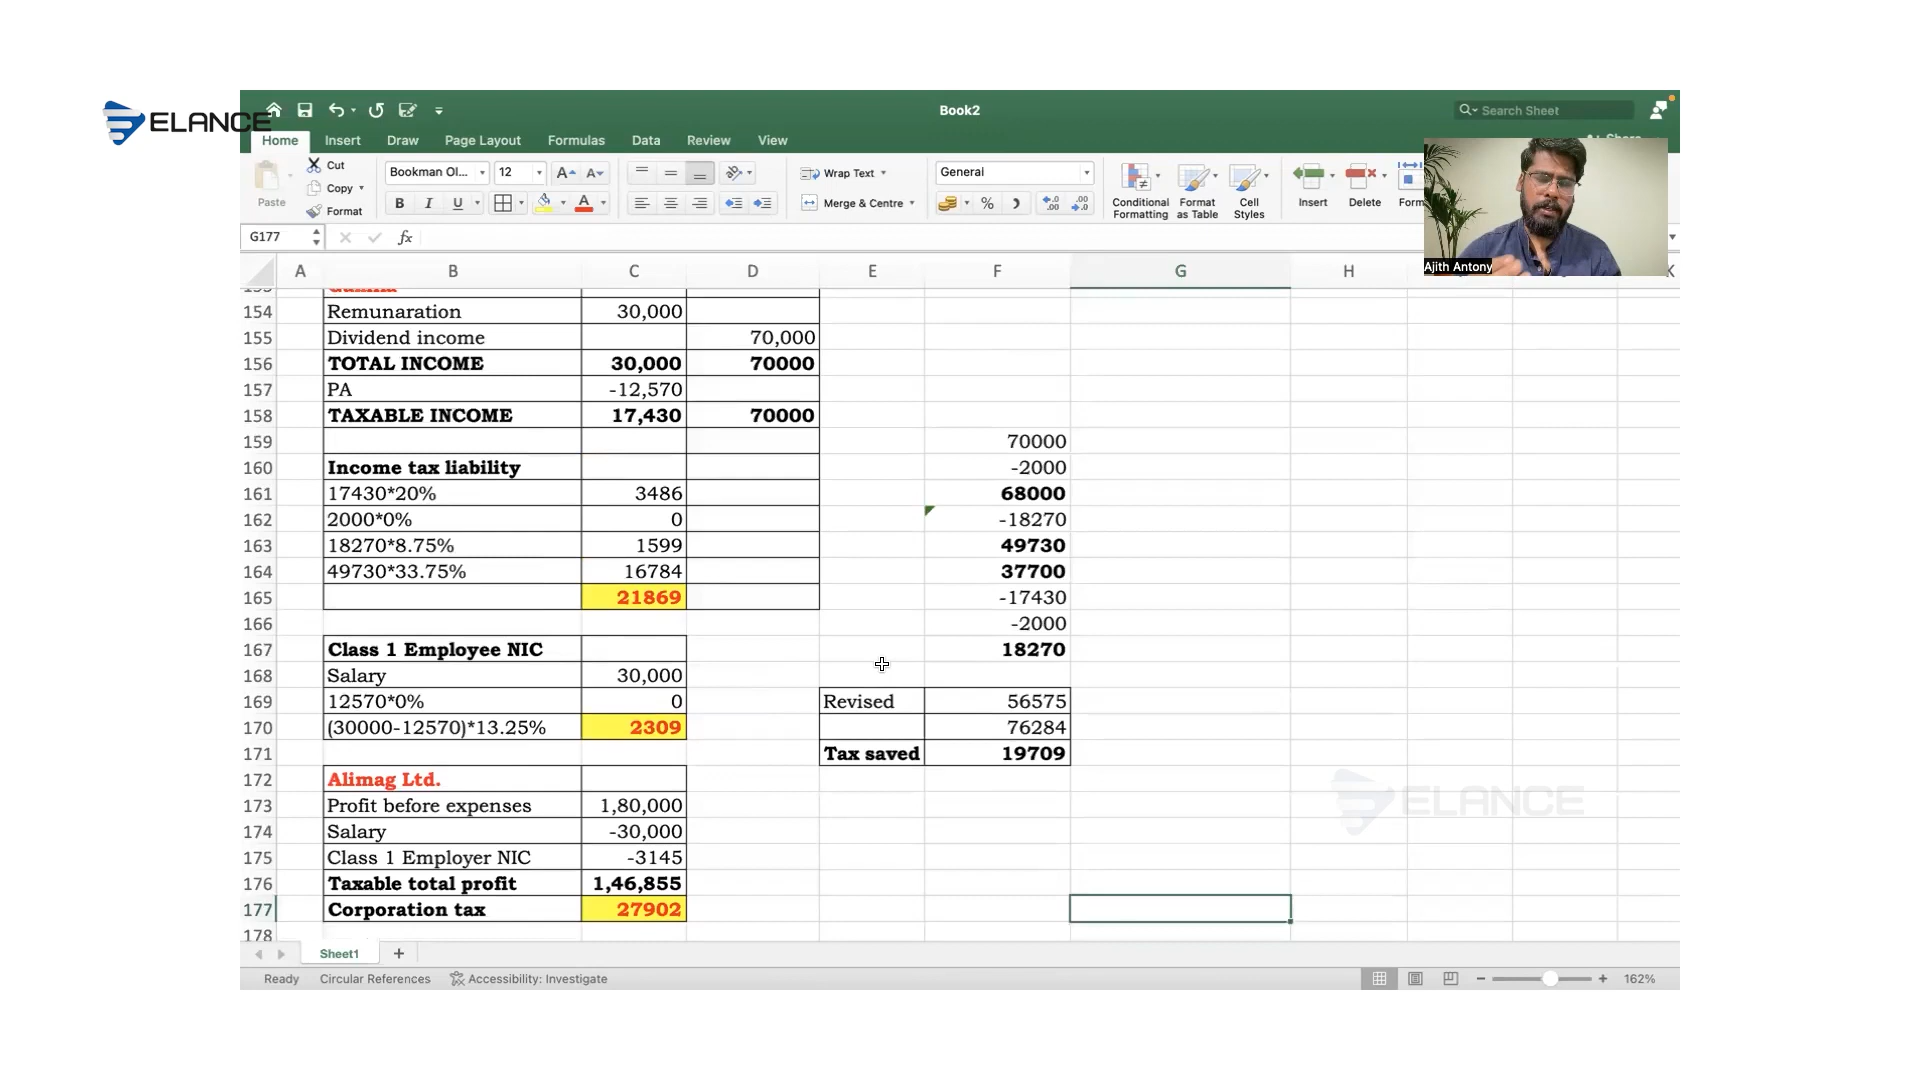 ELANCE
Book2
Search Sheet
Home Insert Draw Page Layout Formulas Data Review View
Paste Cut Copy Format
Bookman Ol... 12
Wrap Text
Merge & Centre
General
Conditional Formatting
Format as Table
Cell Styles
Insert
Delete
Ajith Antony
G177 fx
A B C D E F G H K
154 Remunaration 30,000
155 Dividend income 70,000
156 TOTAL INCOME 30,000 70000
157 PA -12,570
158 TAXABLE INCOME 17,430 70000
159 70000
160 Income tax liability -2000
161 17430*20% 3486 68000
162 2000*0% 0 -18270
163 18270*8.75% 1599 49730
164 49730*33.75% 16784 37700
165 21869 -17430
166 -2000
167 Class 1 Employee NIC 18270
168 Salary 30,000
169 12570*0% 0 Revised 56575
170 (30000-12570)*13.25% 2309 76284
171 Tax saved 19709
172 Alimag Ltd.
173 Profit before expenses 1,80,000
174 Salary -30,000
175 Class 1 Employer NIC -3145
176 Taxable total profit 1,46,855
177 Corporation tax 27902
178
ELANCE
Sheet1 +
Ready Circular References Accessibility: Investigate 162%